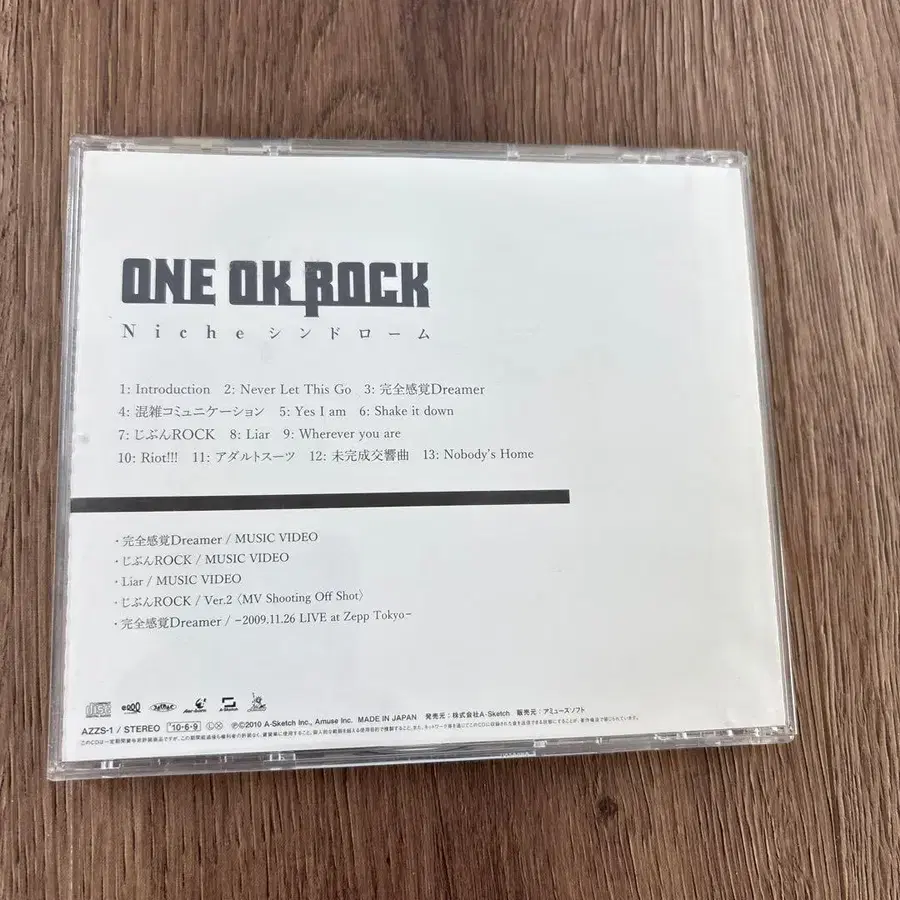 ONE OK ROCK
Nicheシンドローム
1: Introduction 2: Never Let This Go 3: 完全感覚Dreamer
4: 混雑コミュニケーション 5: Yes I am 6: Shake it down
7: じぶんROCK 8: Liar 9: Wherever you are
10: Riot!!! 11: アダルトスーツ 12: 未完成交響曲 13: Nobody's Home
・完全感覚Dreamer / MUSIC VIDEO
・じぶんROCK / MUSIC VIDEO
・Liar / MUSIC VIDEO
・じぶんROCK / Ver.2〈MV Shooting Off Shot〉
・完全感覚Dreamer / −2009.11.26 LIVE at Zepp Tokyo−
AZZS-1 / STEREO '10・6・9 Ⓛ Ⓧ ℗©2010 A-Sketch Inc., Amuse Inc. MADE IN JAPAN 発売元：株式会社A-Sketch 販売元：アミューズソフト